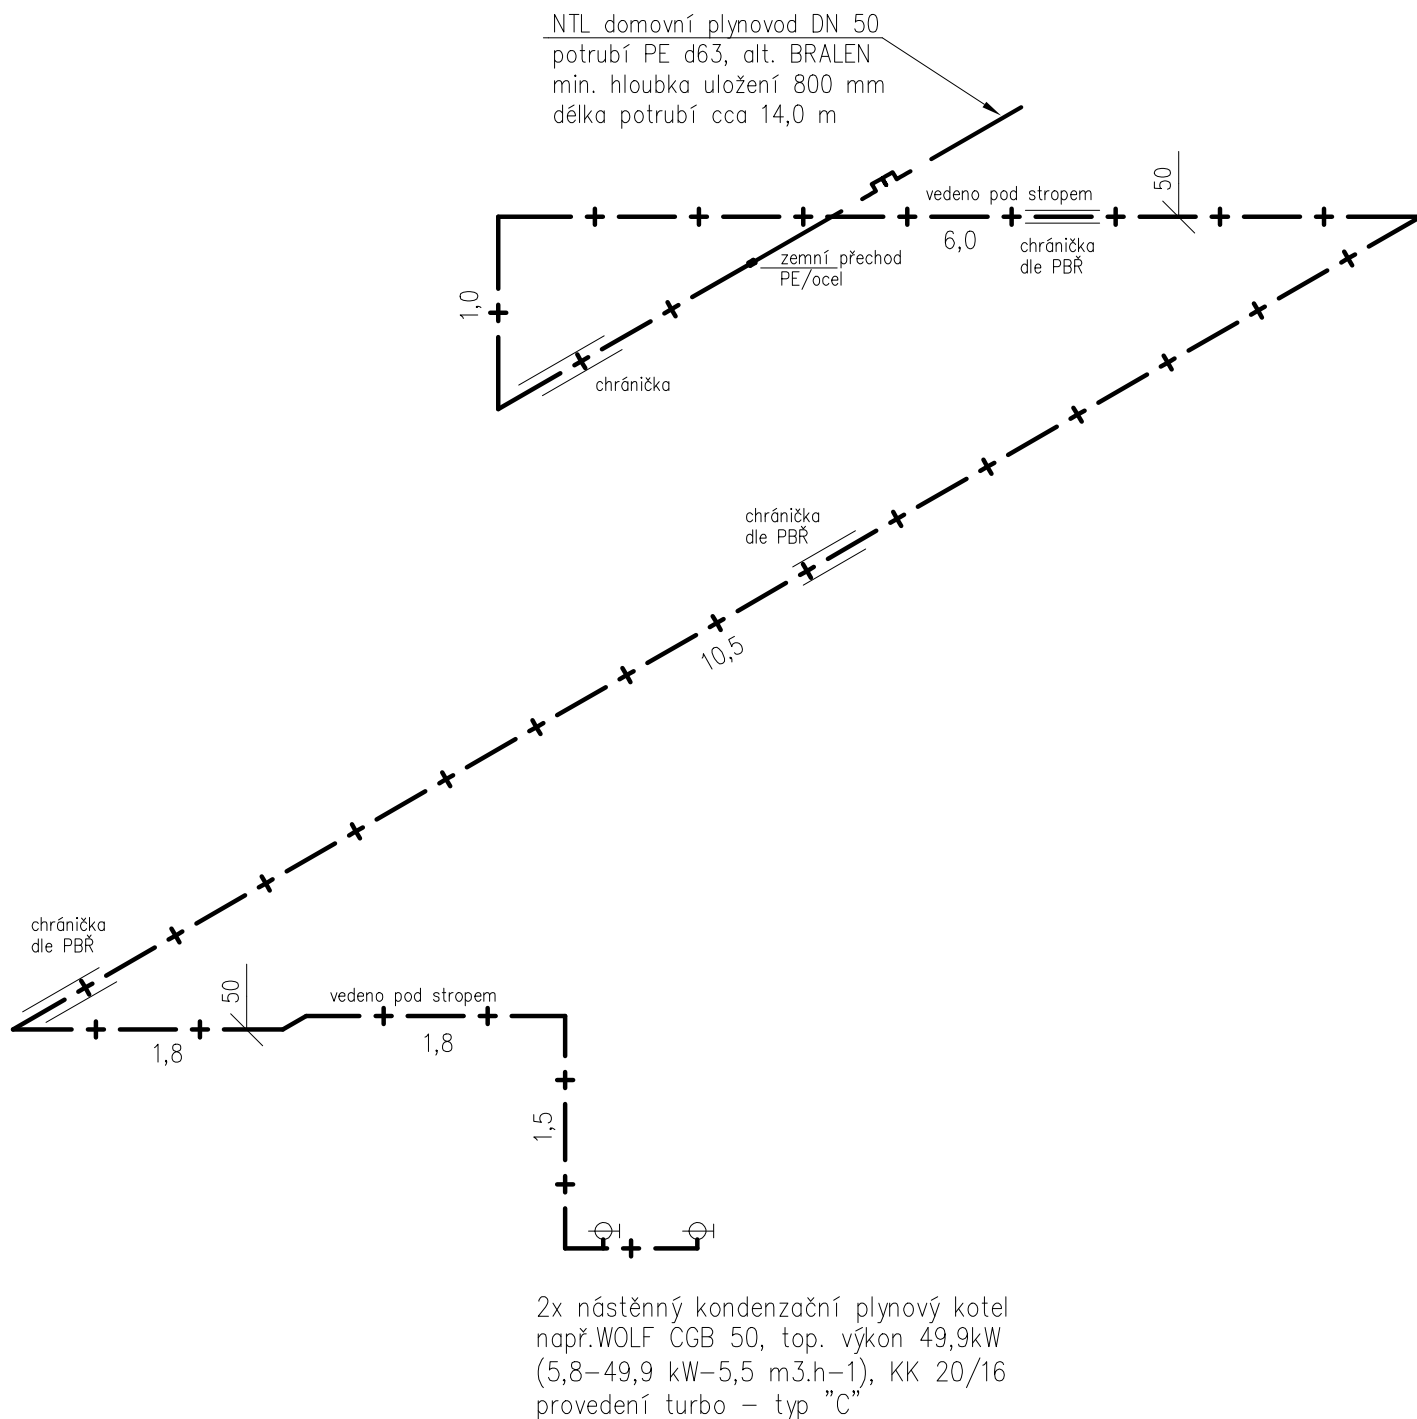 NTL domovní plynovod DN 50
potrubí PE d63, alt. BRALEN
min. hloubka uložení 800 mm
délka potrubí cca 14,0 m
vedeno pod stropem
50
6,0
chránička
dle PBŘ
zemní přechod
PE/ocel
1,0
chránička
chránička
dle PBŘ
10,5
chránička
dle PBŘ
50
vedeno pod stropem
1,8
1,8
1,5
2x nástěnný kondenzační plynový kotel
např.WOLF CGB 50, top. výkon 49,9kW
(5,8–49,9 kW–5,5 m3.h–1), KK 20/16
provedení turbo – typ "C"